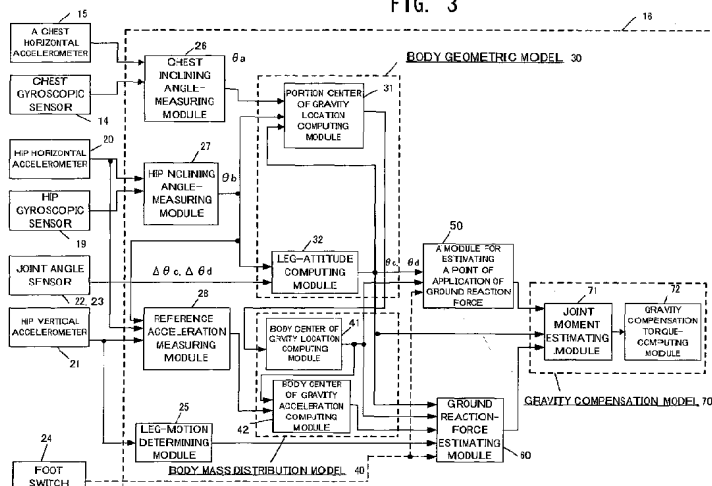 FIG. 3
15
A CHEST
HORIZONTAL
ACCELEROMETER
CHEST
GYROSCOPIC
SENSOR
14
20
HIP HORIZONTAL
ACCELEROMETER
HIP
GYROSCOPIC
SENSOR
19
JOINT ANGLE
SENSOR
22, 23
HIP VERTICAL
ACCELEROMETER
21
24
FOOT
SWITCH
16
26
CHEST
INCLINING
ANGLE-
MEASURING
MODULE
θa
27
HIP INCLINING
ANGLE-
MEASURING
MODULE
θb
Δθc, Δθd
28
REFERENCE
ACCELERATION
MEASURING
MODULE
25
LEG-MOTION
DETERMINING
MODULE
BODY GEOMETRIC MODEL 30
31
PORTION CENTER
OF GRAVITY
LOCATION
COMPUTING
MODULE
32
LEG-ATTITUDE
COMPUTING
MODULE
θc, θd
41
BODY CENTER OF
GRVITY LOCATION
COMPUTING
MODULE
BODY CENTER
OF GRAVITY
ACCELERATION
COMPUTING
MODULE
42
BODY MASS DISTRIBUTION MODEL 40
50
A MODULE FOR
ESTIMATING
A POINT OF
APPLICATION OF
GROUND REACTION
FORCE
GROUND
REACTION-
FORCE
ESTIMATING
MODULE
60
71
JOINT
MOMENT
ESTIMATING
MODULE
72
GRAVITY
COMPENSATION
TORQUE-
COMPUTING
MODULE
GRAVITY COMPENSATION MODEL 70